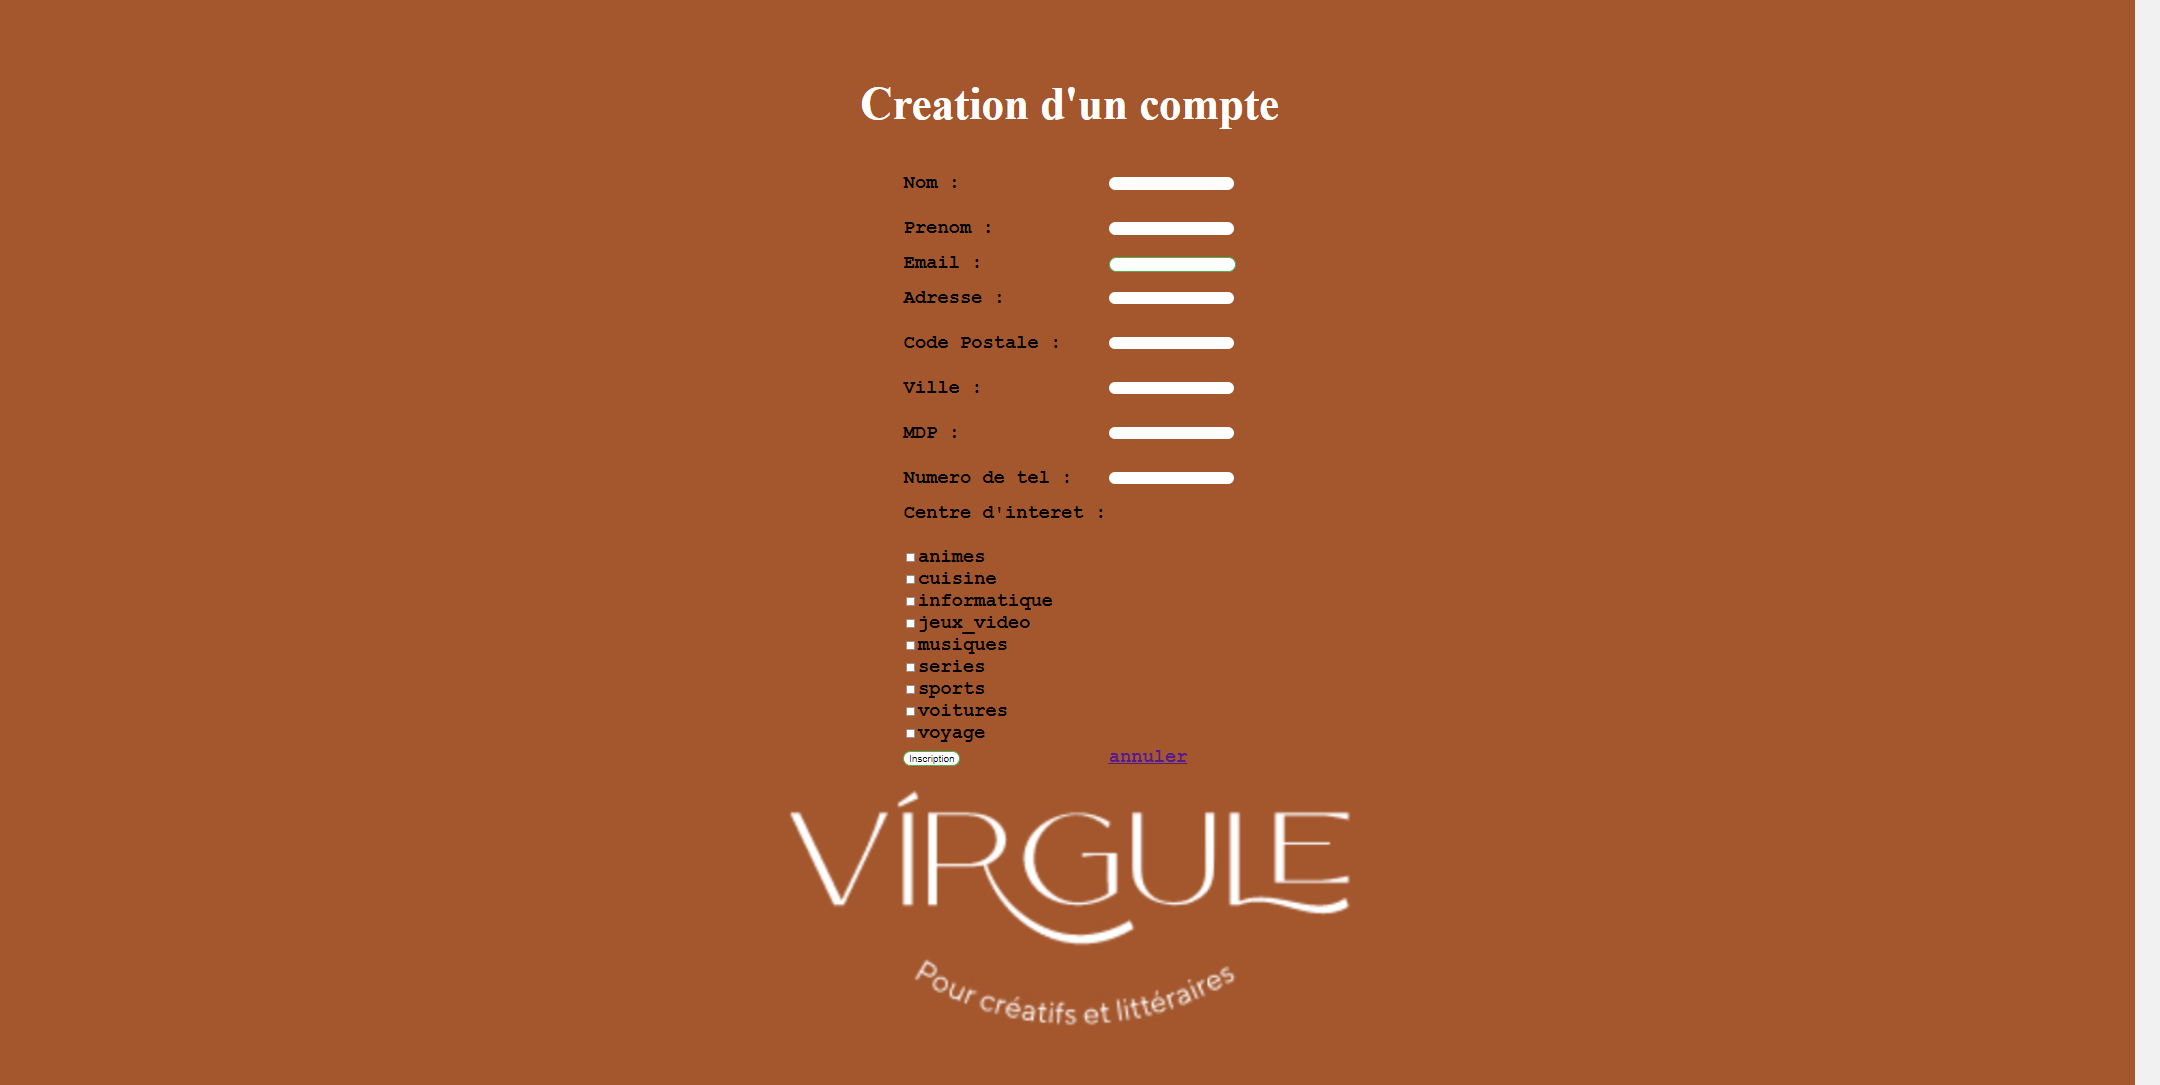 Creation d'un compte
Nom :
Prenom :
Email :
Adresse :
Code Postale :
Ville :
MDP :
Numero de tel :
Centre d'interet :
animes
cuisine
informatique
jeux_video
musiques
series
sports
voitures
voyage
Inscription annuler
VÍRGULE
Pour créatifs et littéraires